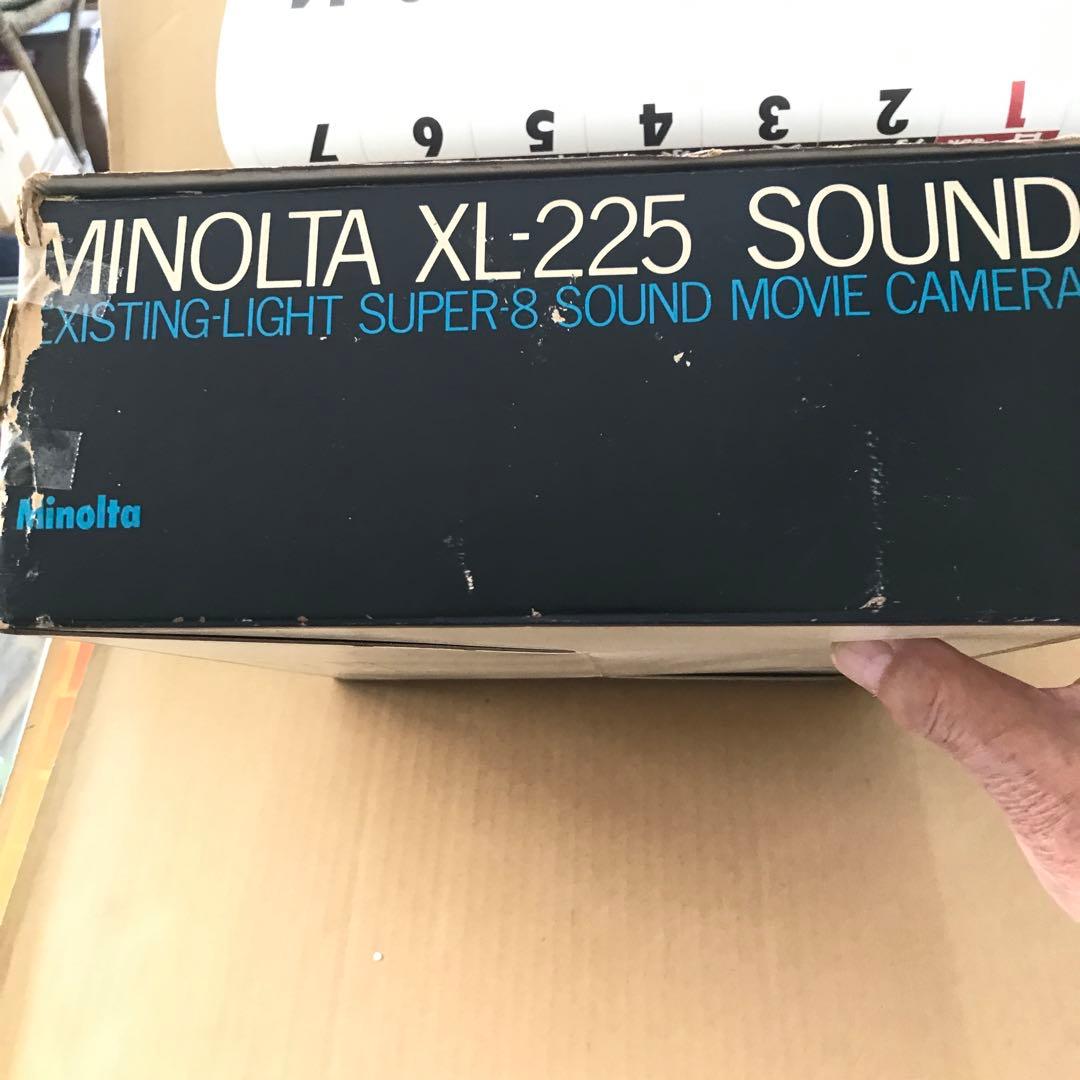 7 6 5 4 3 2 1
MINOLTA XL-225 SOUND
EXISTING-LIGHT SUPER-8 SOUND MOVIE CAMERA
Minolta